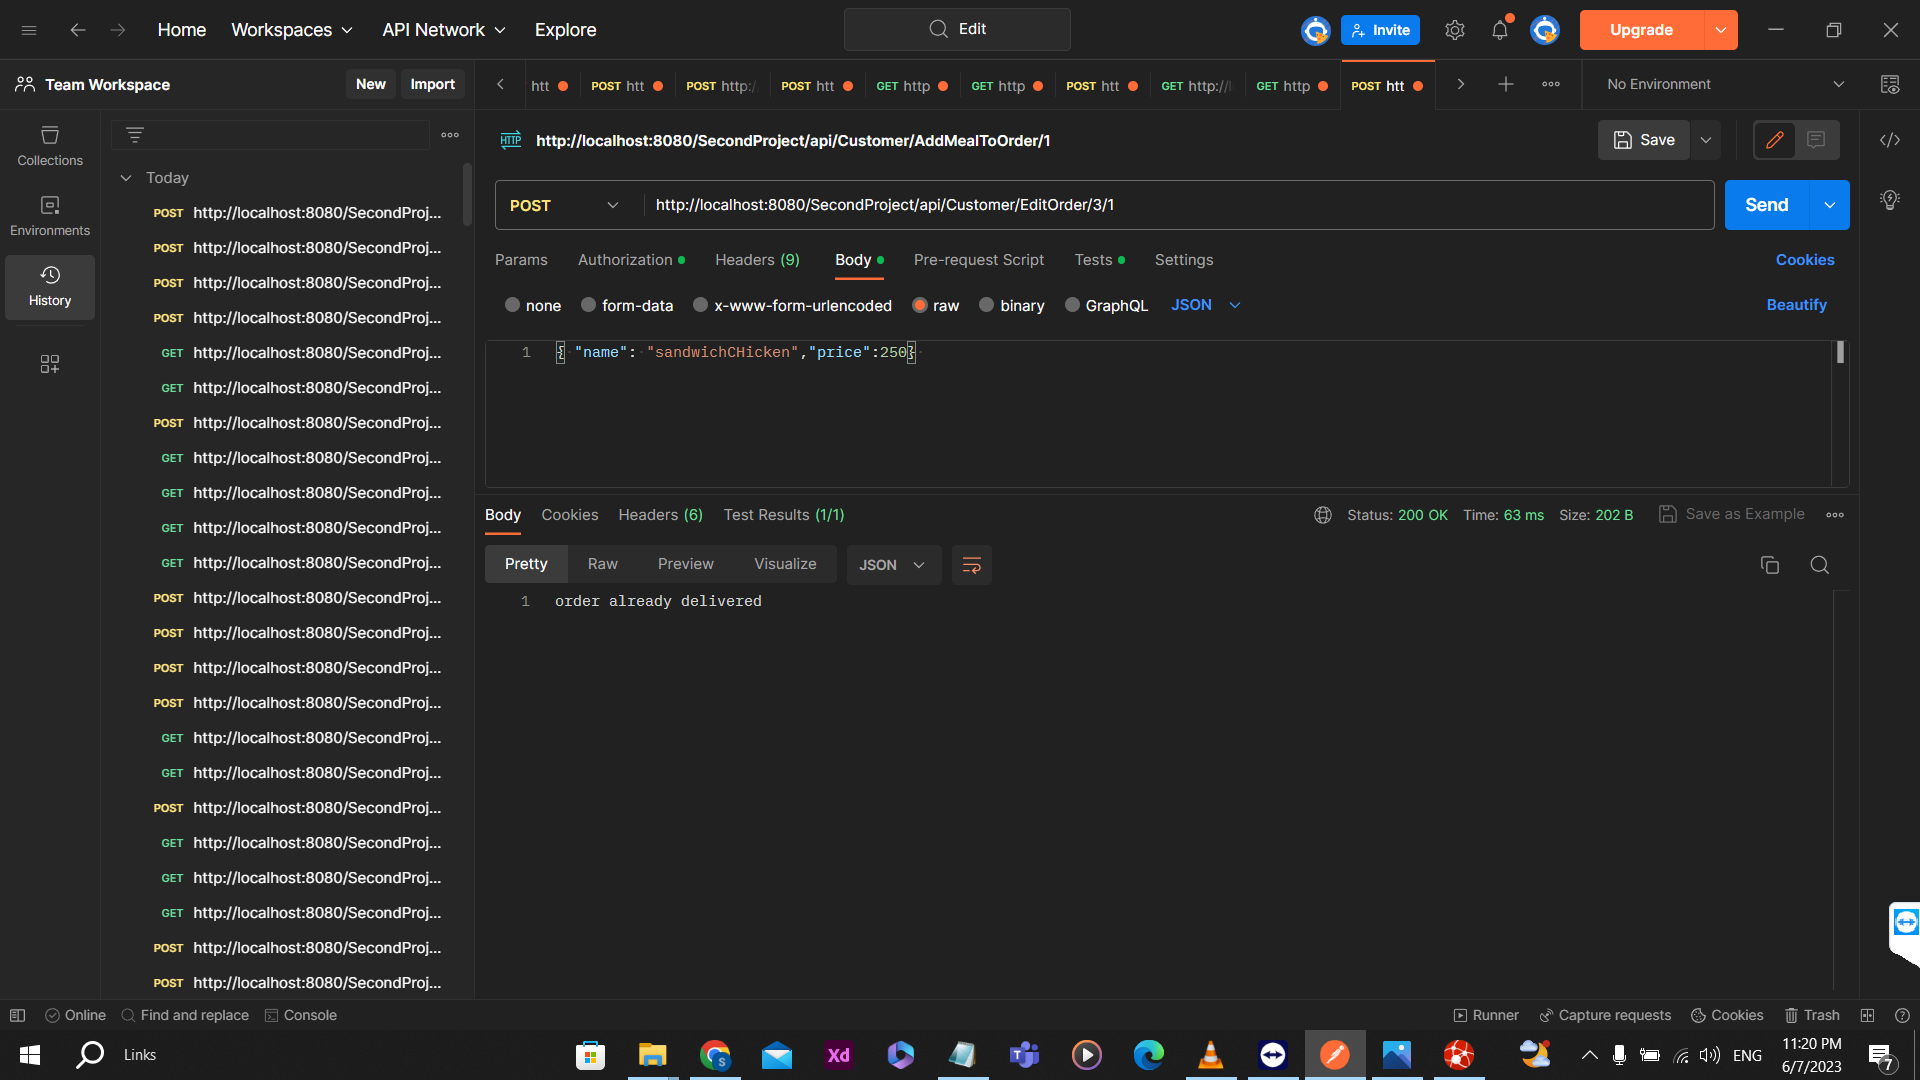 Home Workspaces API Network Explore Edit Invite Upgrade
Team Workspace New Import htt POST htt POST http:/ POST htt GET http GET http POST htt GET http:// GET http POST htt No Environment
HTTP http://localhost:8080/SecondProject/api/Customer/AddMealToOrder/1 Save
Collections
Environments
History
Today
POST http://localhost:8080/SecondProj...
POST http://localhost:8080/SecondProj...
POST http://localhost:8080/SecondProj...
POST http://localhost:8080/SecondProj...
GET http://localhost:8080/SecondProj...
GET http://localhost:8080/SecondProj...
POST http://localhost:8080/SecondProj...
GET http://localhost:8080/SecondProj...
GET http://localhost:8080/SecondProj...
GET http://localhost:8080/SecondProj...
GET http://localhost:8080/SecondProj...
POST http://localhost:8080/SecondProj...
POST http://localhost:8080/SecondProj...
POST http://localhost:8080/SecondProj...
POST http://localhost:8080/SecondProj...
GET http://localhost:8080/SecondProj...
GET http://localhost:8080/SecondProj...
POST http://localhost:8080/SecondProj...
GET http://localhost:8080/SecondProj...
GET http://localhost:8080/SecondProj...
GET http://localhost:8080/SecondProj...
POST http://localhost:8080/SecondProj...
POST http://localhost:8080/SecondProj...
POST http://localhost:8080/SecondProject/api/Customer/EditOrder/3/1 Send
Params Authorization Headers (9) Body Pre-request Script Tests Settings Cookies
none form-data x-www-form-urlencoded raw binary GraphQL JSON Beautify
1 { "name": "sandwichCHicken","price":250}
Body Cookies Headers (6) Test Results (1/1) Status: 200 OK Time: 63 ms Size: 202 B Save as Example
Pretty Raw Preview Visualize JSON
1 order already delivered
Online Find and replace Console Runner Capture requests Cookies Trash
Links Xd ENG 11:20 PM
6/7/2023 7